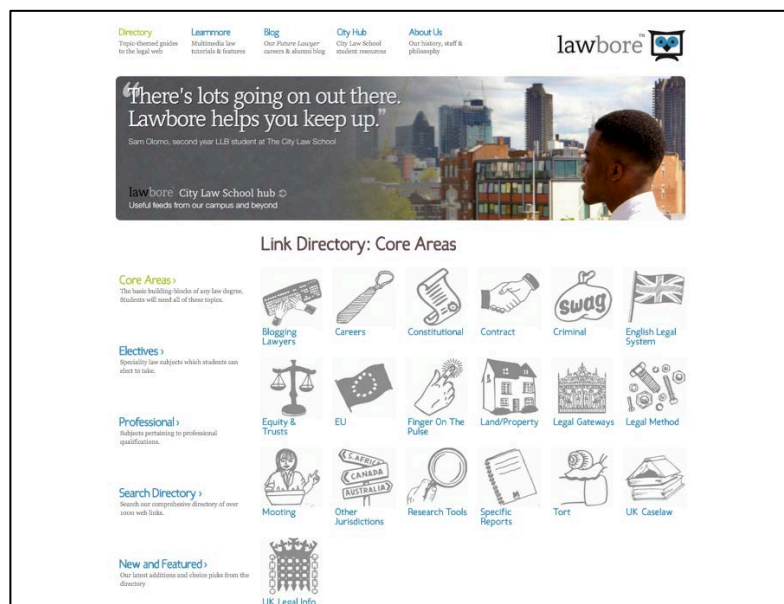 Directory
Topic-themed guides
to the legal web
Learnmore
Multimedia law
tutorials & features
Blog
Our Future Lawyer
careers & alumni blog
City Hub
City Law School
student resources
About Us
Our history, staff &
philosophy
lawbore™
“There's lots going on out there.
Lawbore helps you keep up.”
Sam Olomo, second year LLB student at The City Law School
lawbore City Law School hub
Useful feeds from our campus and beyond
Link Directory: Core Areas
Core Areas ›
The basic building-blocks of any law degree.
Students will need all of these topics.
Electives ›
Speciality law subjects which students can
elect to take.
Professional ›
Subjects pertaining to professional
qualifications.
Search Directory ›
Search our comprehensive directory of over
1000 web links.
New and Featured ›
Our latest additions and choice picks from the
directory
Blogging
Lawyers
Careers
Constitutional
Contract
swag
Criminal
English Legal
System
Equity &
Trusts
EU
Finger On The
Pulse
Land/Property
Legal Gateways
Legal Method
Mooting
S. AFRICA
CANADA
AUSTRALIA
Other
Jurisdictions
Research Tools
Specific
Reports
Tort
UK Caselaw
UK Legal Info